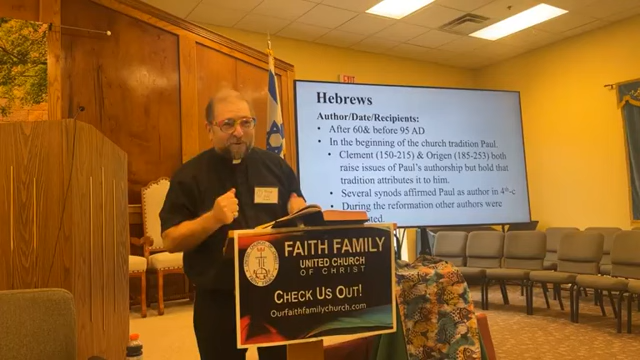 EXIT
Hebrews
Author/Date/Recipients:
• After 60& before 95 AD
• In the beginning of the church tradition Paul.
• Clement (150-215) & Origen (185-253) both
raise issues of Paul's authorship but hold that
tradition attributes it to him.
• Several synods affirmed Paul as author in 4th-c
• During the reformation other authors were
FAITH FAMILY
UNITED CHURCH
OF CHRIST
CHECK US OUT!
Ourfaithfamilychurch.com